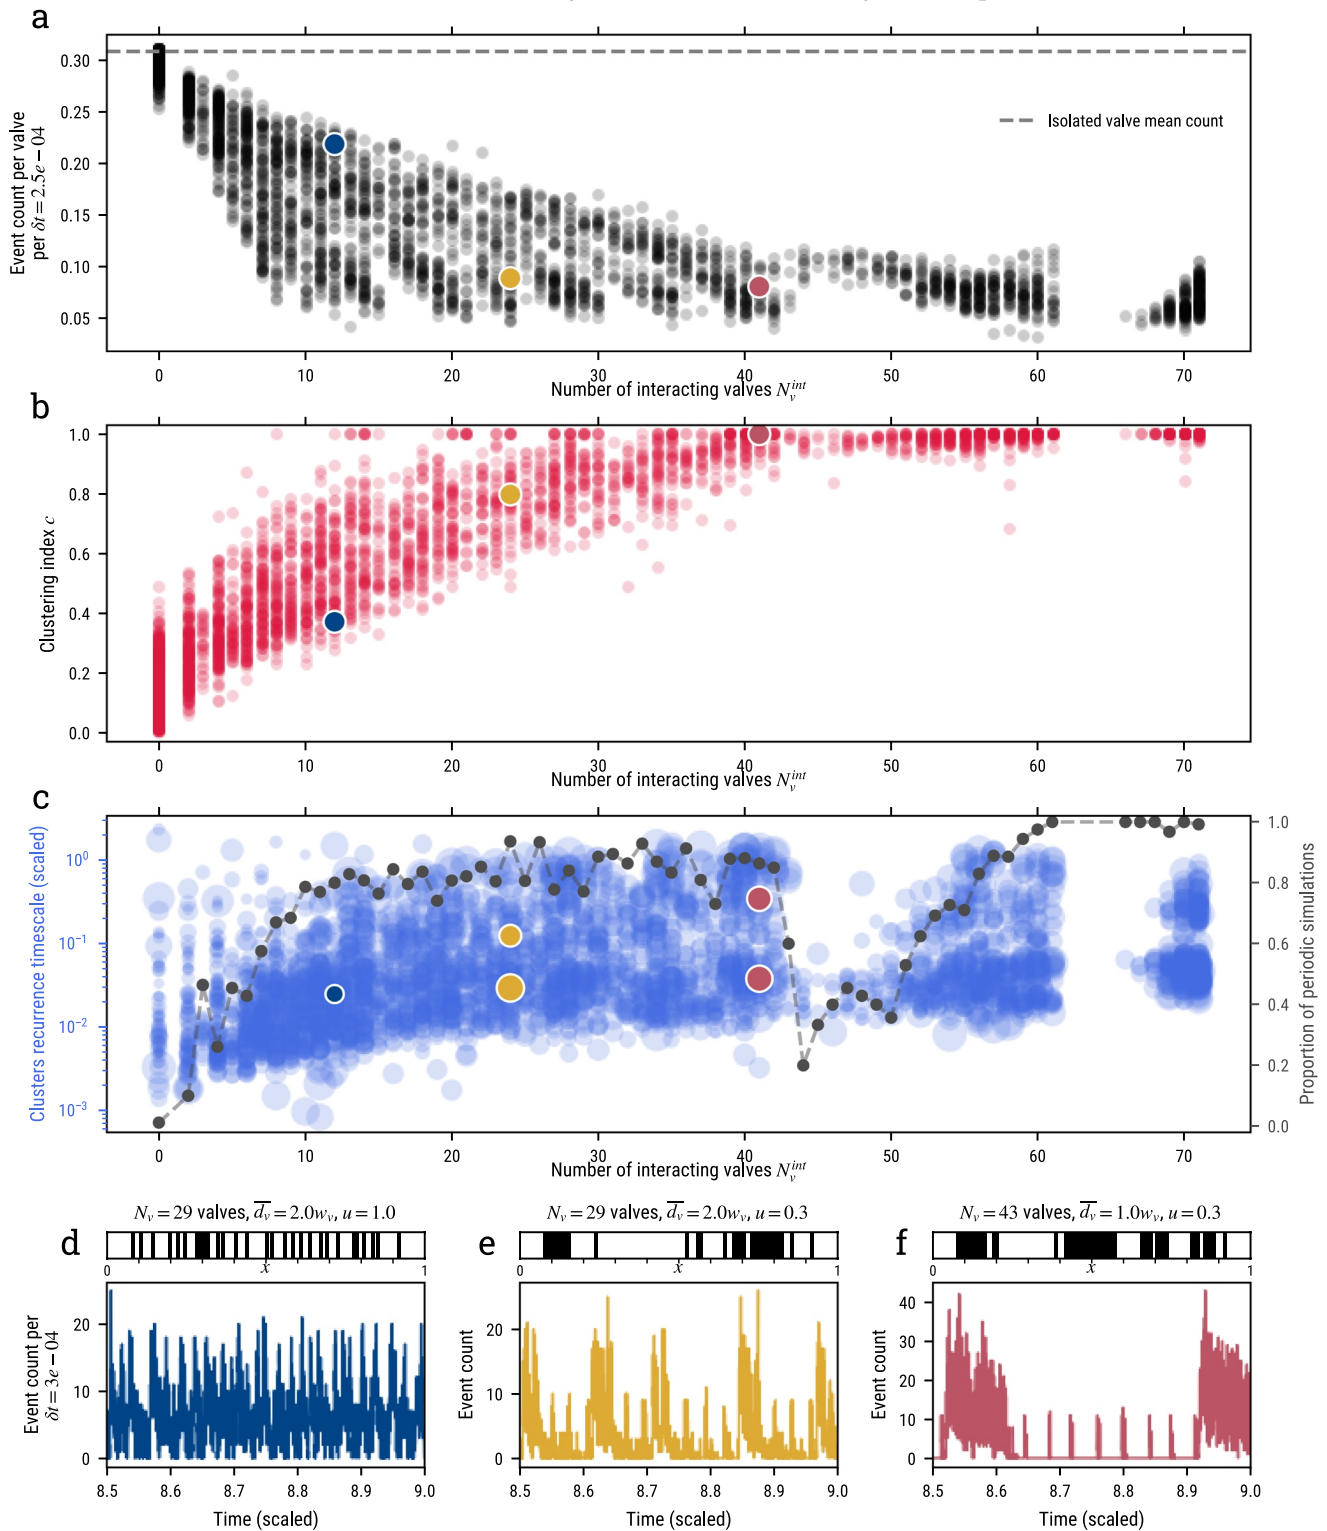 a
0.30
0.25
0.20
0.15
0.10
0.05
Event count per valve
per δt = 2.5e − 04
Isolated valve mean count
0 10 20 30 40 50 60 70
Number of interacting valves N_v^int
b
1.0
0.8
0.6
0.4
0.2
0.0
Clustering index c
0 10 20 30 40 50 60 70
Number of interacting valves N_v^int
c
10^0
10^−1
10^−2
10^−3
Clusters recurrence timescale (scaled)
1.0
0.8
0.6
0.4
0.2
0.0
Proportion of periodic simulations
0 10 20 30 40 50 60 70
Number of interacting valves N_v^int
N_v = 29 valves, \overline{d_v} = 2.0w_v, u = 1.0
d
0 x 1
20
10
0
Event count per
δt = 3e − 04
8.5 8.6 8.7 8.8 8.9 9.0
Time (scaled)
N_v = 29 valves, \overline{d_v} = 2.0w_v, u = 0.3
e
0 x 1
20
10
0
Event count
8.5 8.6 8.7 8.8 8.9 9.0
Time (scaled)
N_v = 43 valves, \overline{d_v} = 1.0w_v, u = 0.3
f
0 x 1
40
30
20
10
0
Event count
8.5 8.6 8.7 8.8 8.9 9.0
Time (scaled)